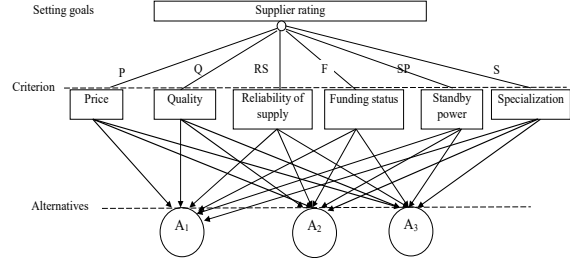 Setting goals
Supplier rating
P
Q
RS
F
SP
S
Criterion
Price
Quality
Reliability of
supply
Funding status
Standby
power
Specialization
Alternatives
A1
A2
A3